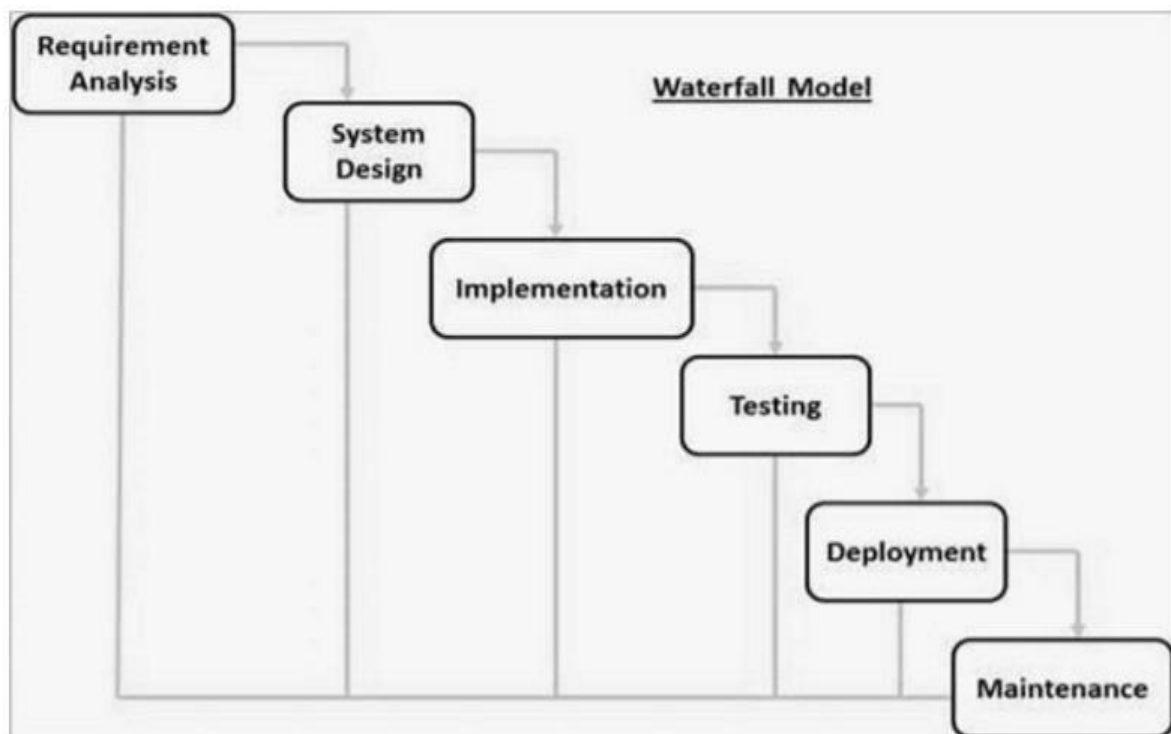 Requirement
Analysis
Waterfall Model
System
Design
Implementation
Testing
Deployment
Maintenance